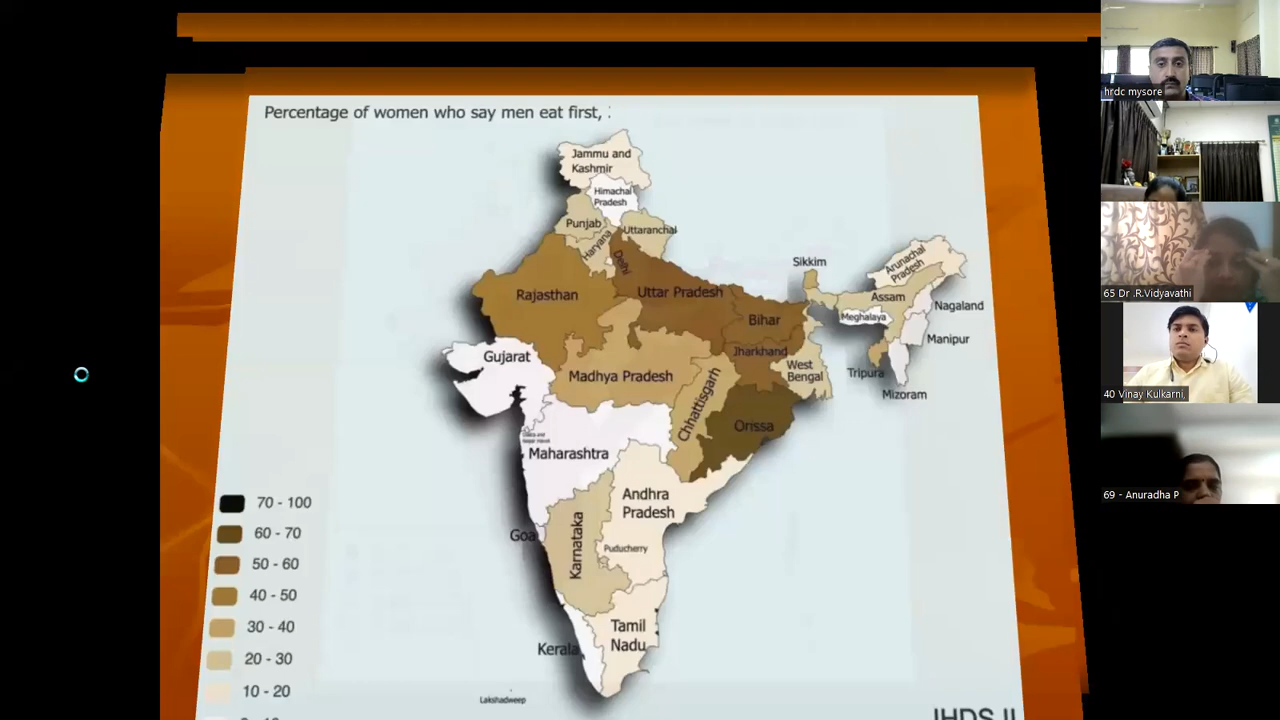 Percentage of women who say men eat first, :
Jammu and
Kashmir
Himachal
Pradesh
Punjab
Haryana
Uttaranchal
Delhi
Rajasthan
Uttar Pradesh
Bihar
Sikkim
Arunachal
Pradesh
Assam
Nagaland
Meghalaya
Manipur
Tripura
Mizoram
Gujarat
Madhya Pradesh
Jharkhand
West
Bengal
Chhattisgarh
Orissa
Maharashtra
Andhra
Pradesh
Goa
Karnataka
Puducherry
Tamil
Nadu
Kerala
Lakshadweep
70 - 100
60 - 70
50 - 60
40 - 50
30 - 40
20 - 30
10 - 20
IHDS II
hrdc mysore
65 Dr .R.Vidyavathi
40 Vinay Kulkarni,
69 - Anuradha P